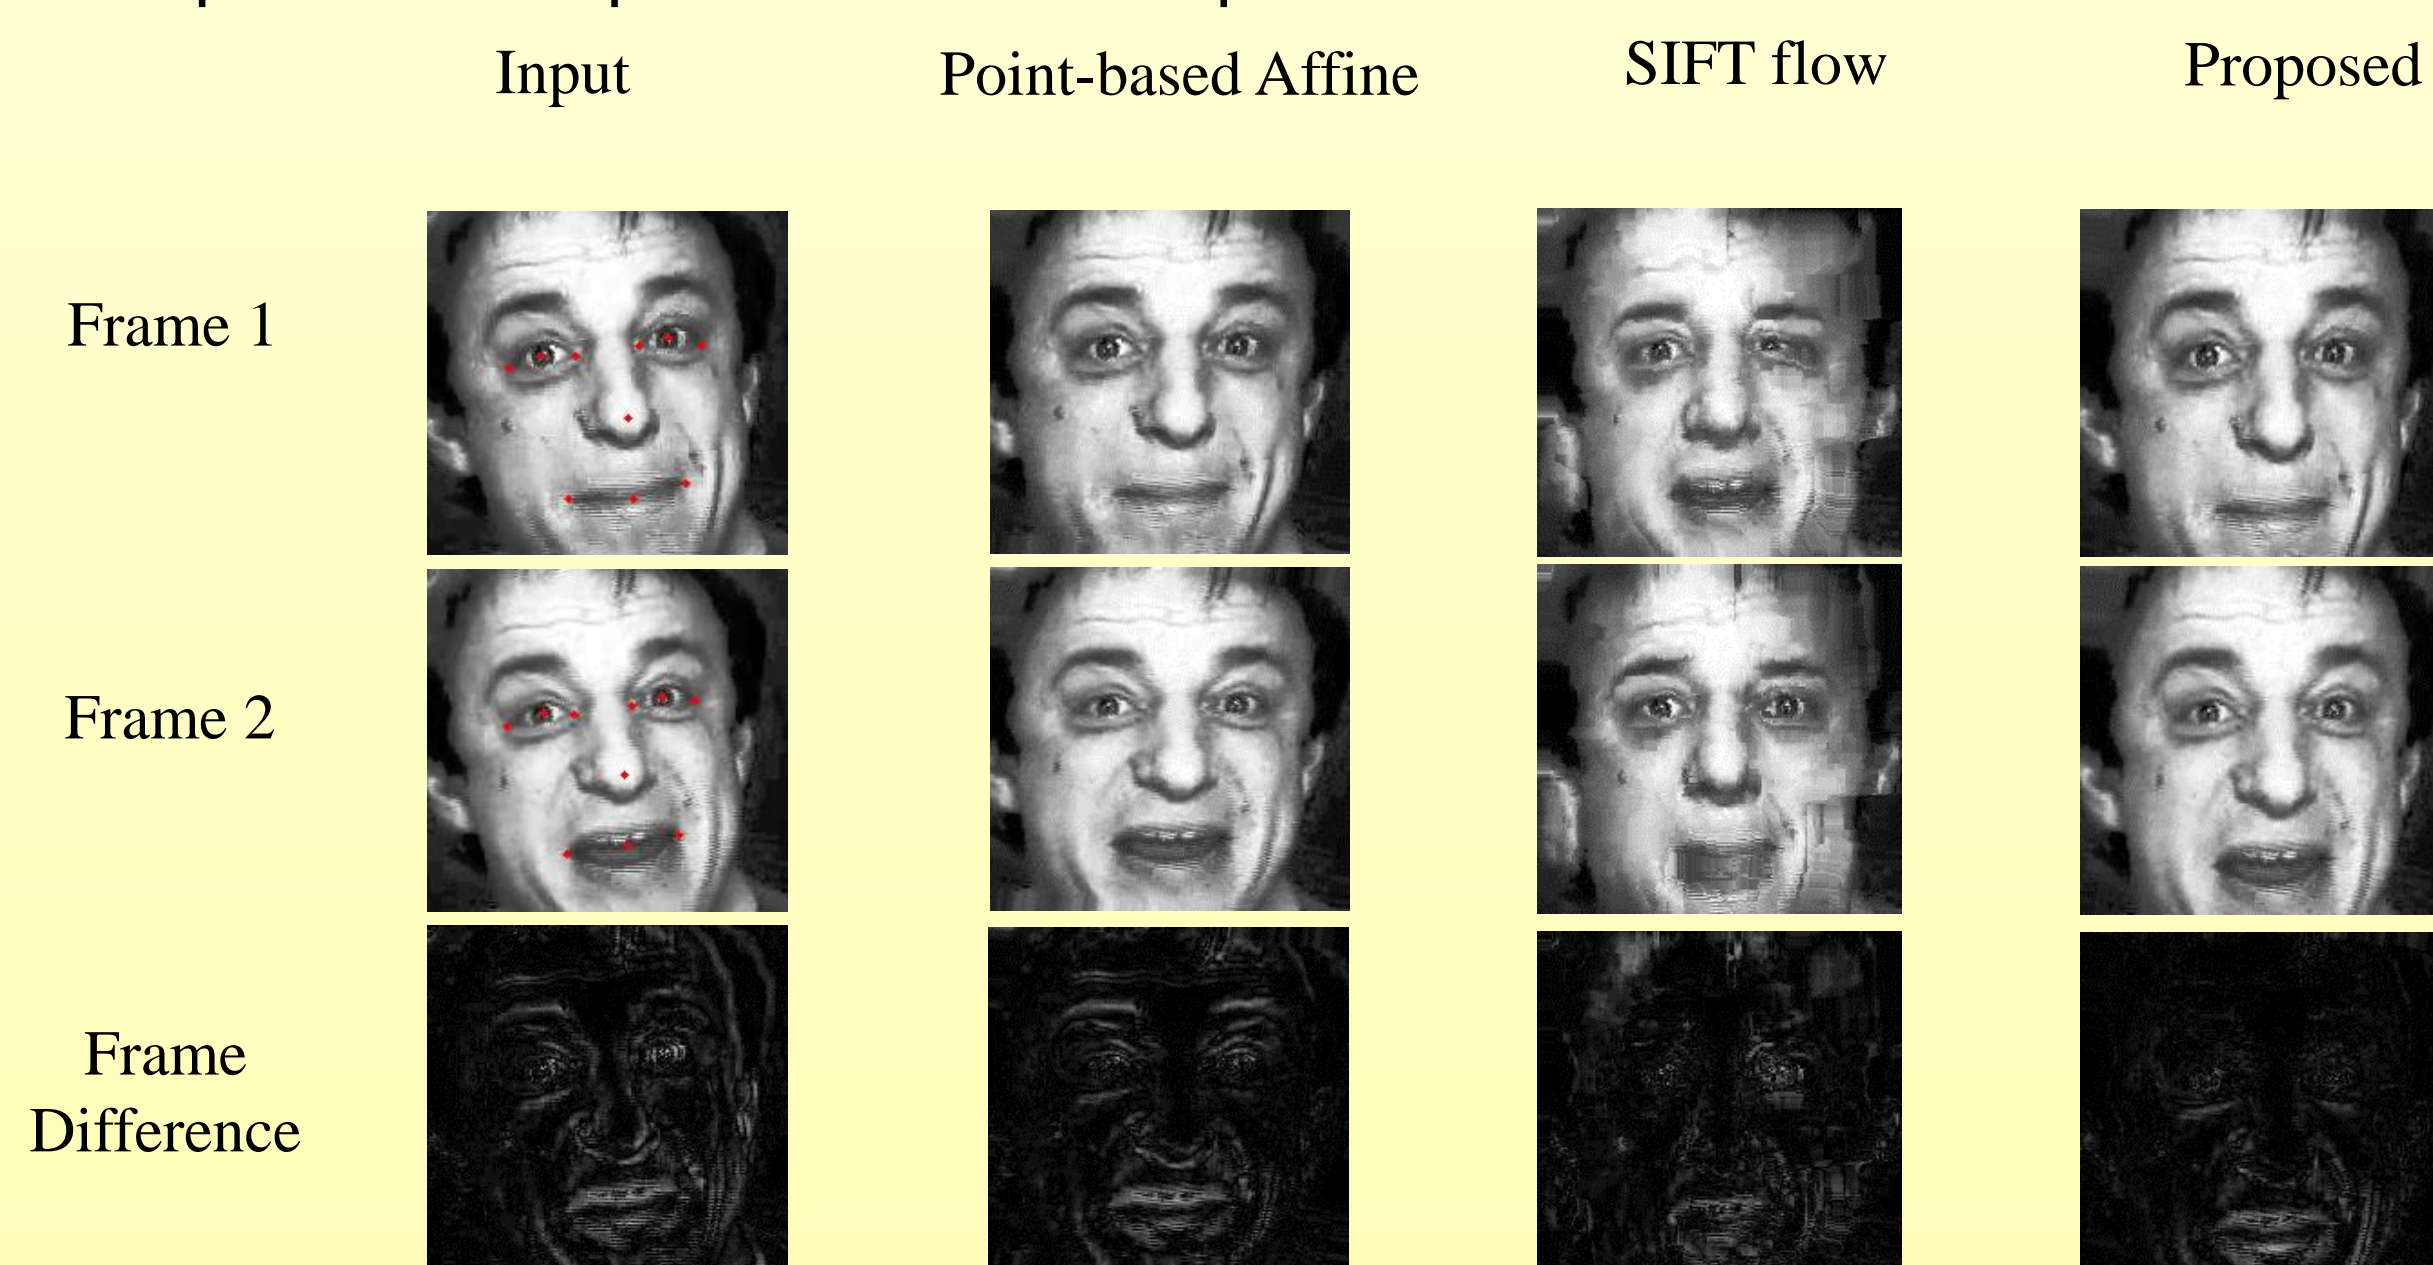 Input
Point-based Affine
SIFT flow
Proposed
Frame 1
Frame 2
Frame
Difference